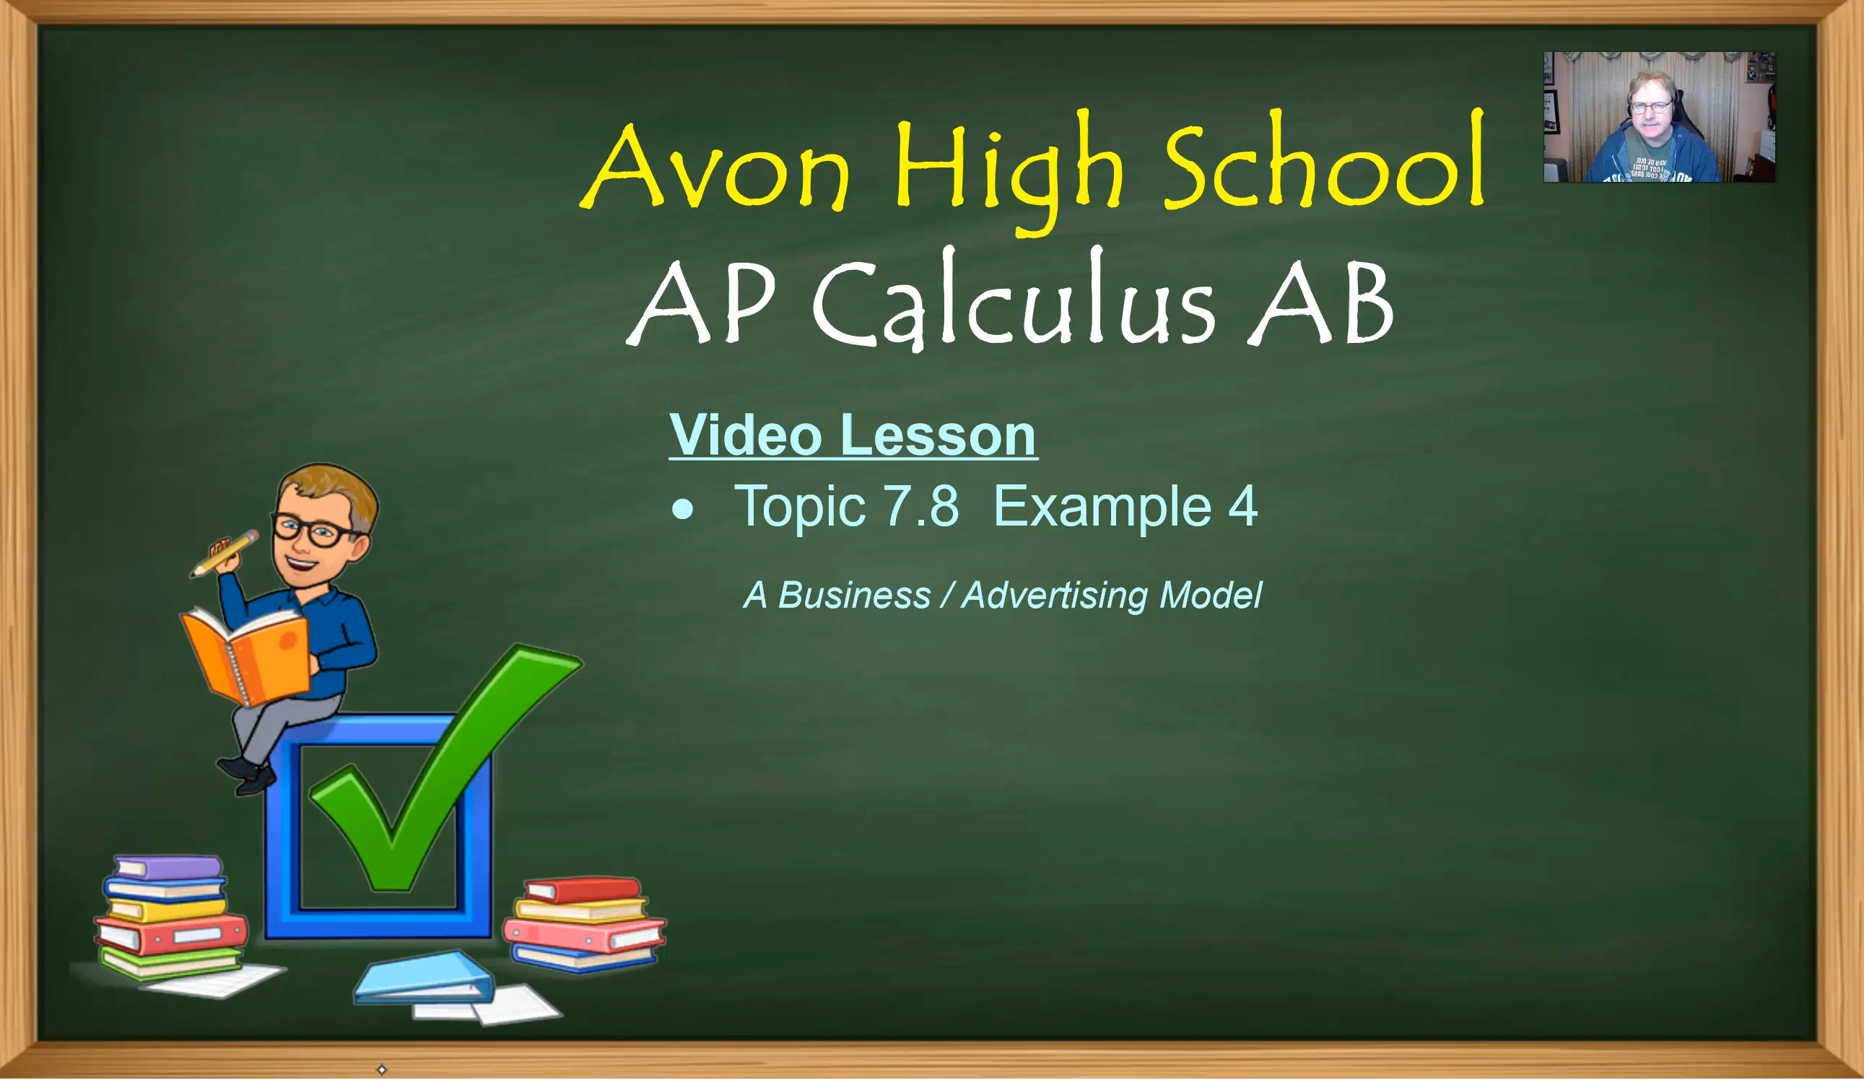 Avon High School
AP Calculus AB
Video Lesson
● Topic 7.8 Example 4
A Business / Advertising Model